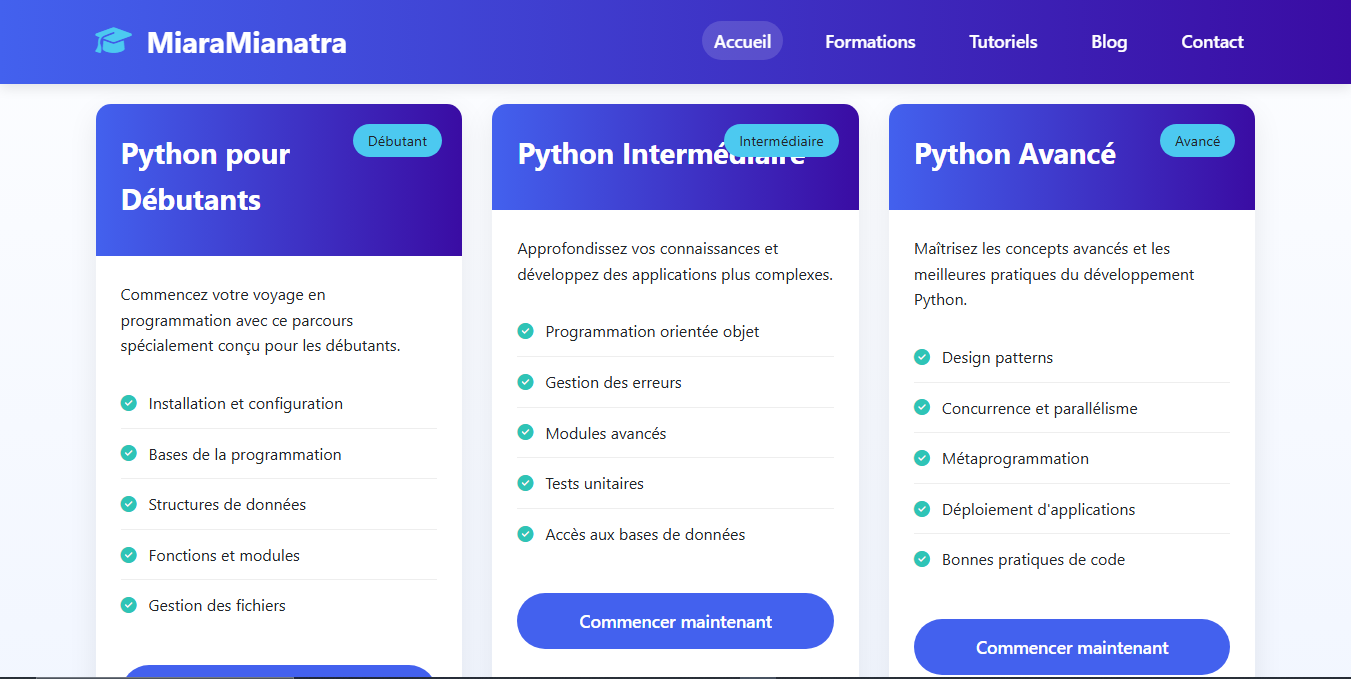 MiaraMianatra
Accueil
Formations
Tutoriels
Blog
Contact
Python pour
Débutants
Débutant
Commencez votre voyage en
programmation avec ce parcours
spécialement conçu pour les débutants.
Installation et configuration
Bases de la programmation
Structures de données
Fonctions et modules
Gestion des fichiers
Python Intermédiaire
Intermédiaire
Approfondissez vos connaissances et
développez des applications plus complexes.
Programmation orientée objet
Gestion des erreurs
Modules avancés
Tests unitaires
Accès aux bases de données
Commencer maintenant
Python Avancé
Avancé
Maîtrisez les concepts avancés et les
meilleures pratiques du développement
Python.
Design patterns
Concurrence et parallélisme
Métaprogrammation
Déploiement d'applications
Bonnes pratiques de code
Commencer maintenant